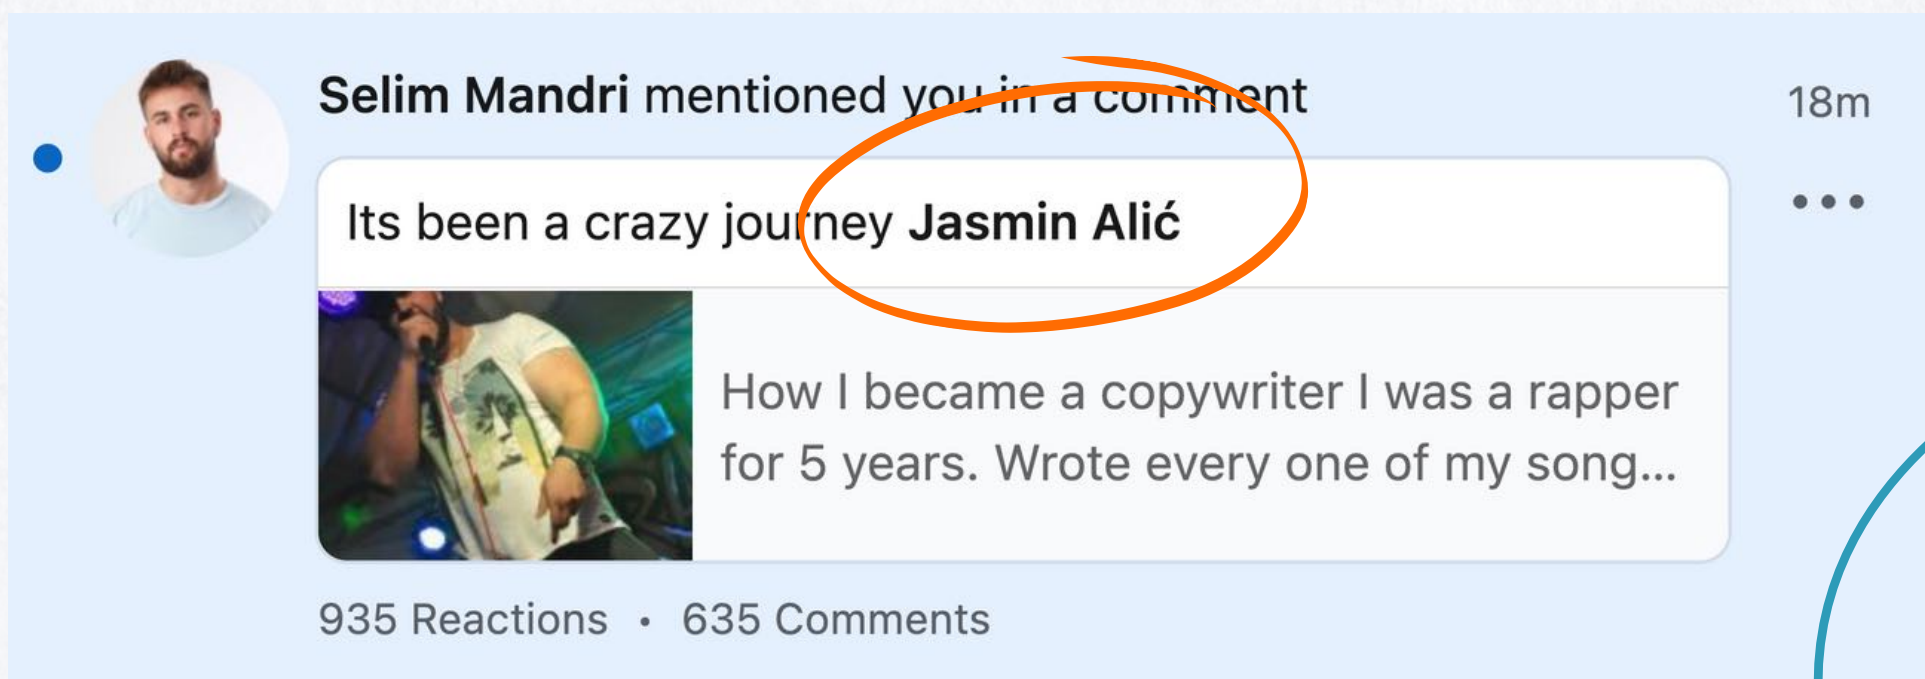 Selim Mandri mentioned you in a comment
18m
Its been a crazy journey Jasmin Alić
How I became a copywriter I was a rapper
for 5 years. Wrote every one of my song...
935 Reactions • 635 Comments